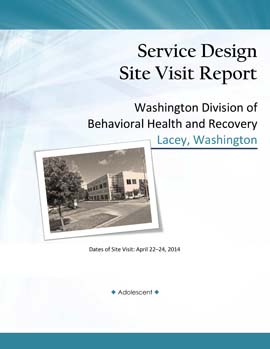 Service Design
Site Visit Report
Washington Division of
Behavioral Health and Recovery
Lacey, Washington
Dates of Site Visit: April 22–24, 2014
◆ Adolescent ◆